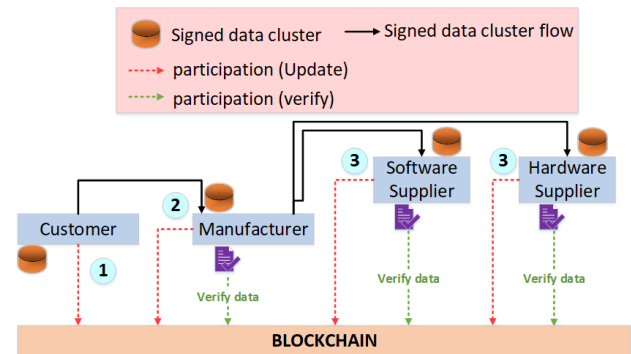 Signed data cluster
Signed data cluster flow
participation (Update)
participation (verify)
3
Software
Supplier
3
Hardware
Supplier
2
Customer
Manufacturer
1
Verify data
Verify data
Verify data
BLOCKCHAIN